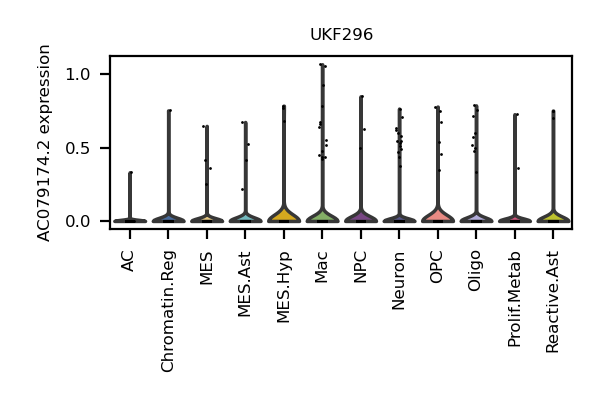 UKF296
AC079174.2 expression
1.0
0.5
0.0
AC
Chromatin.Reg
MES
MES.Ast
MES.Hyp
Mac
NPC
Neuron
OPC
Oligo
Prolif.Metab
Reactive.Ast